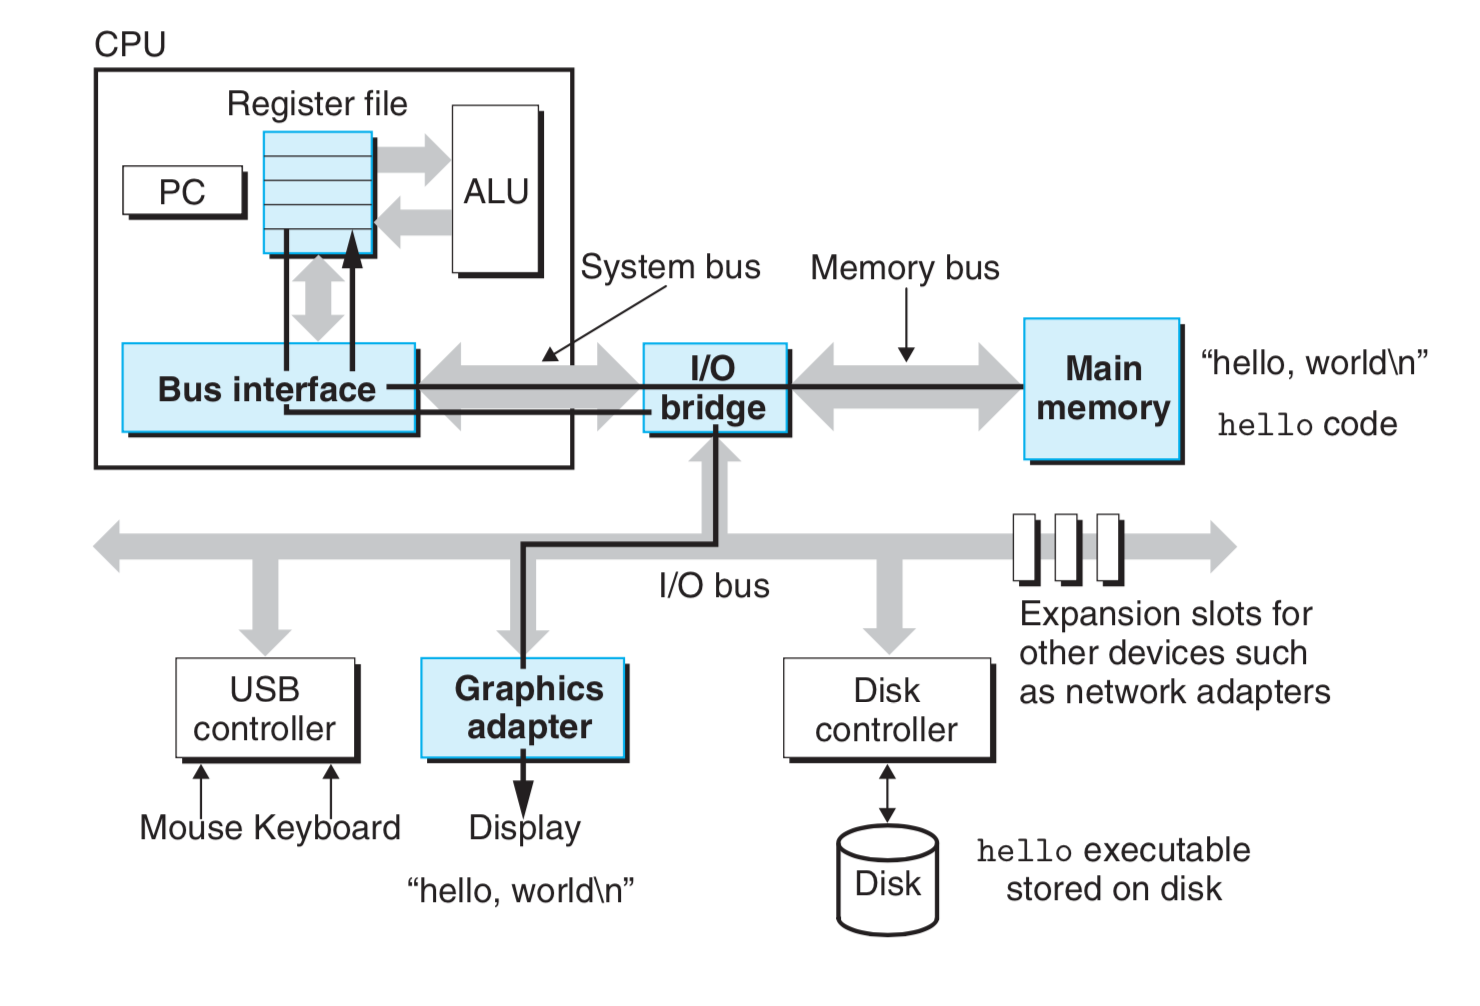 CPU
Register file
PC
ALU
System bus
Memory bus
Bus interface
I/O
bridge
Main
memory
“hello, world\n”
hello code
I/O bus
Expansion slots for
other devices such
as network adapters
USB
controller
Graphics
adapter
Disk
controller
Mouse Keyboard
Display
“hello, world\n”
Disk
hello executable
stored on disk